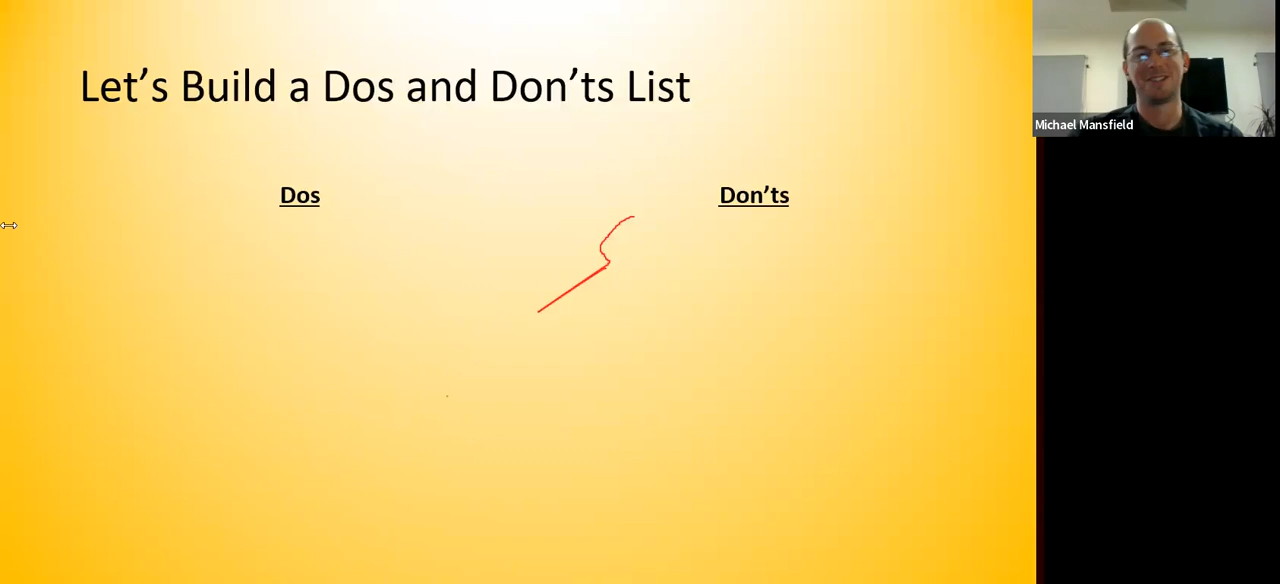 Let’s Build a Dos and Don’ts List
Dos
Don’ts
Michael Mansfield